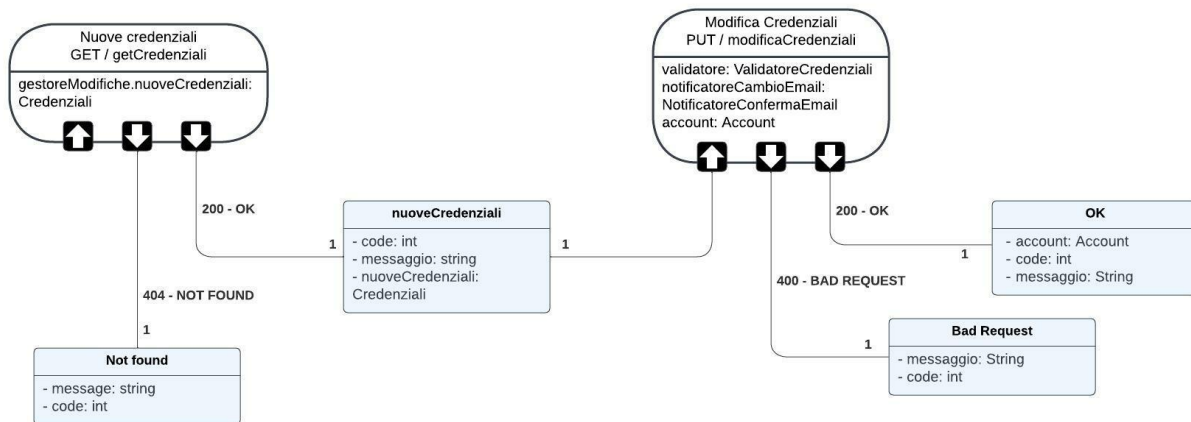 Nuove credenziali
GET / getCredenziali
gestoreModifiche.nuoveCredenziali:
Credenziali
Modifica Credenziali
PUT / modificaCredenziali
validatore: ValidatoreCredenziali
notificatoreCambioEmail:
NotificatoreConfermaEmail
account: Account
200 - OK
1
404 - NOT FOUND
1
nuoveCredenziali
- code: int
- messaggio: string
- nuoveCredenziali:
Credenziali
1
200 - OK
1
400 - BAD REQUEST
1
OK
- account: Account
- code: int
- messaggio: String
Bad Request
- messaggio: String
- code: int
Not found
- message: string
- code: int